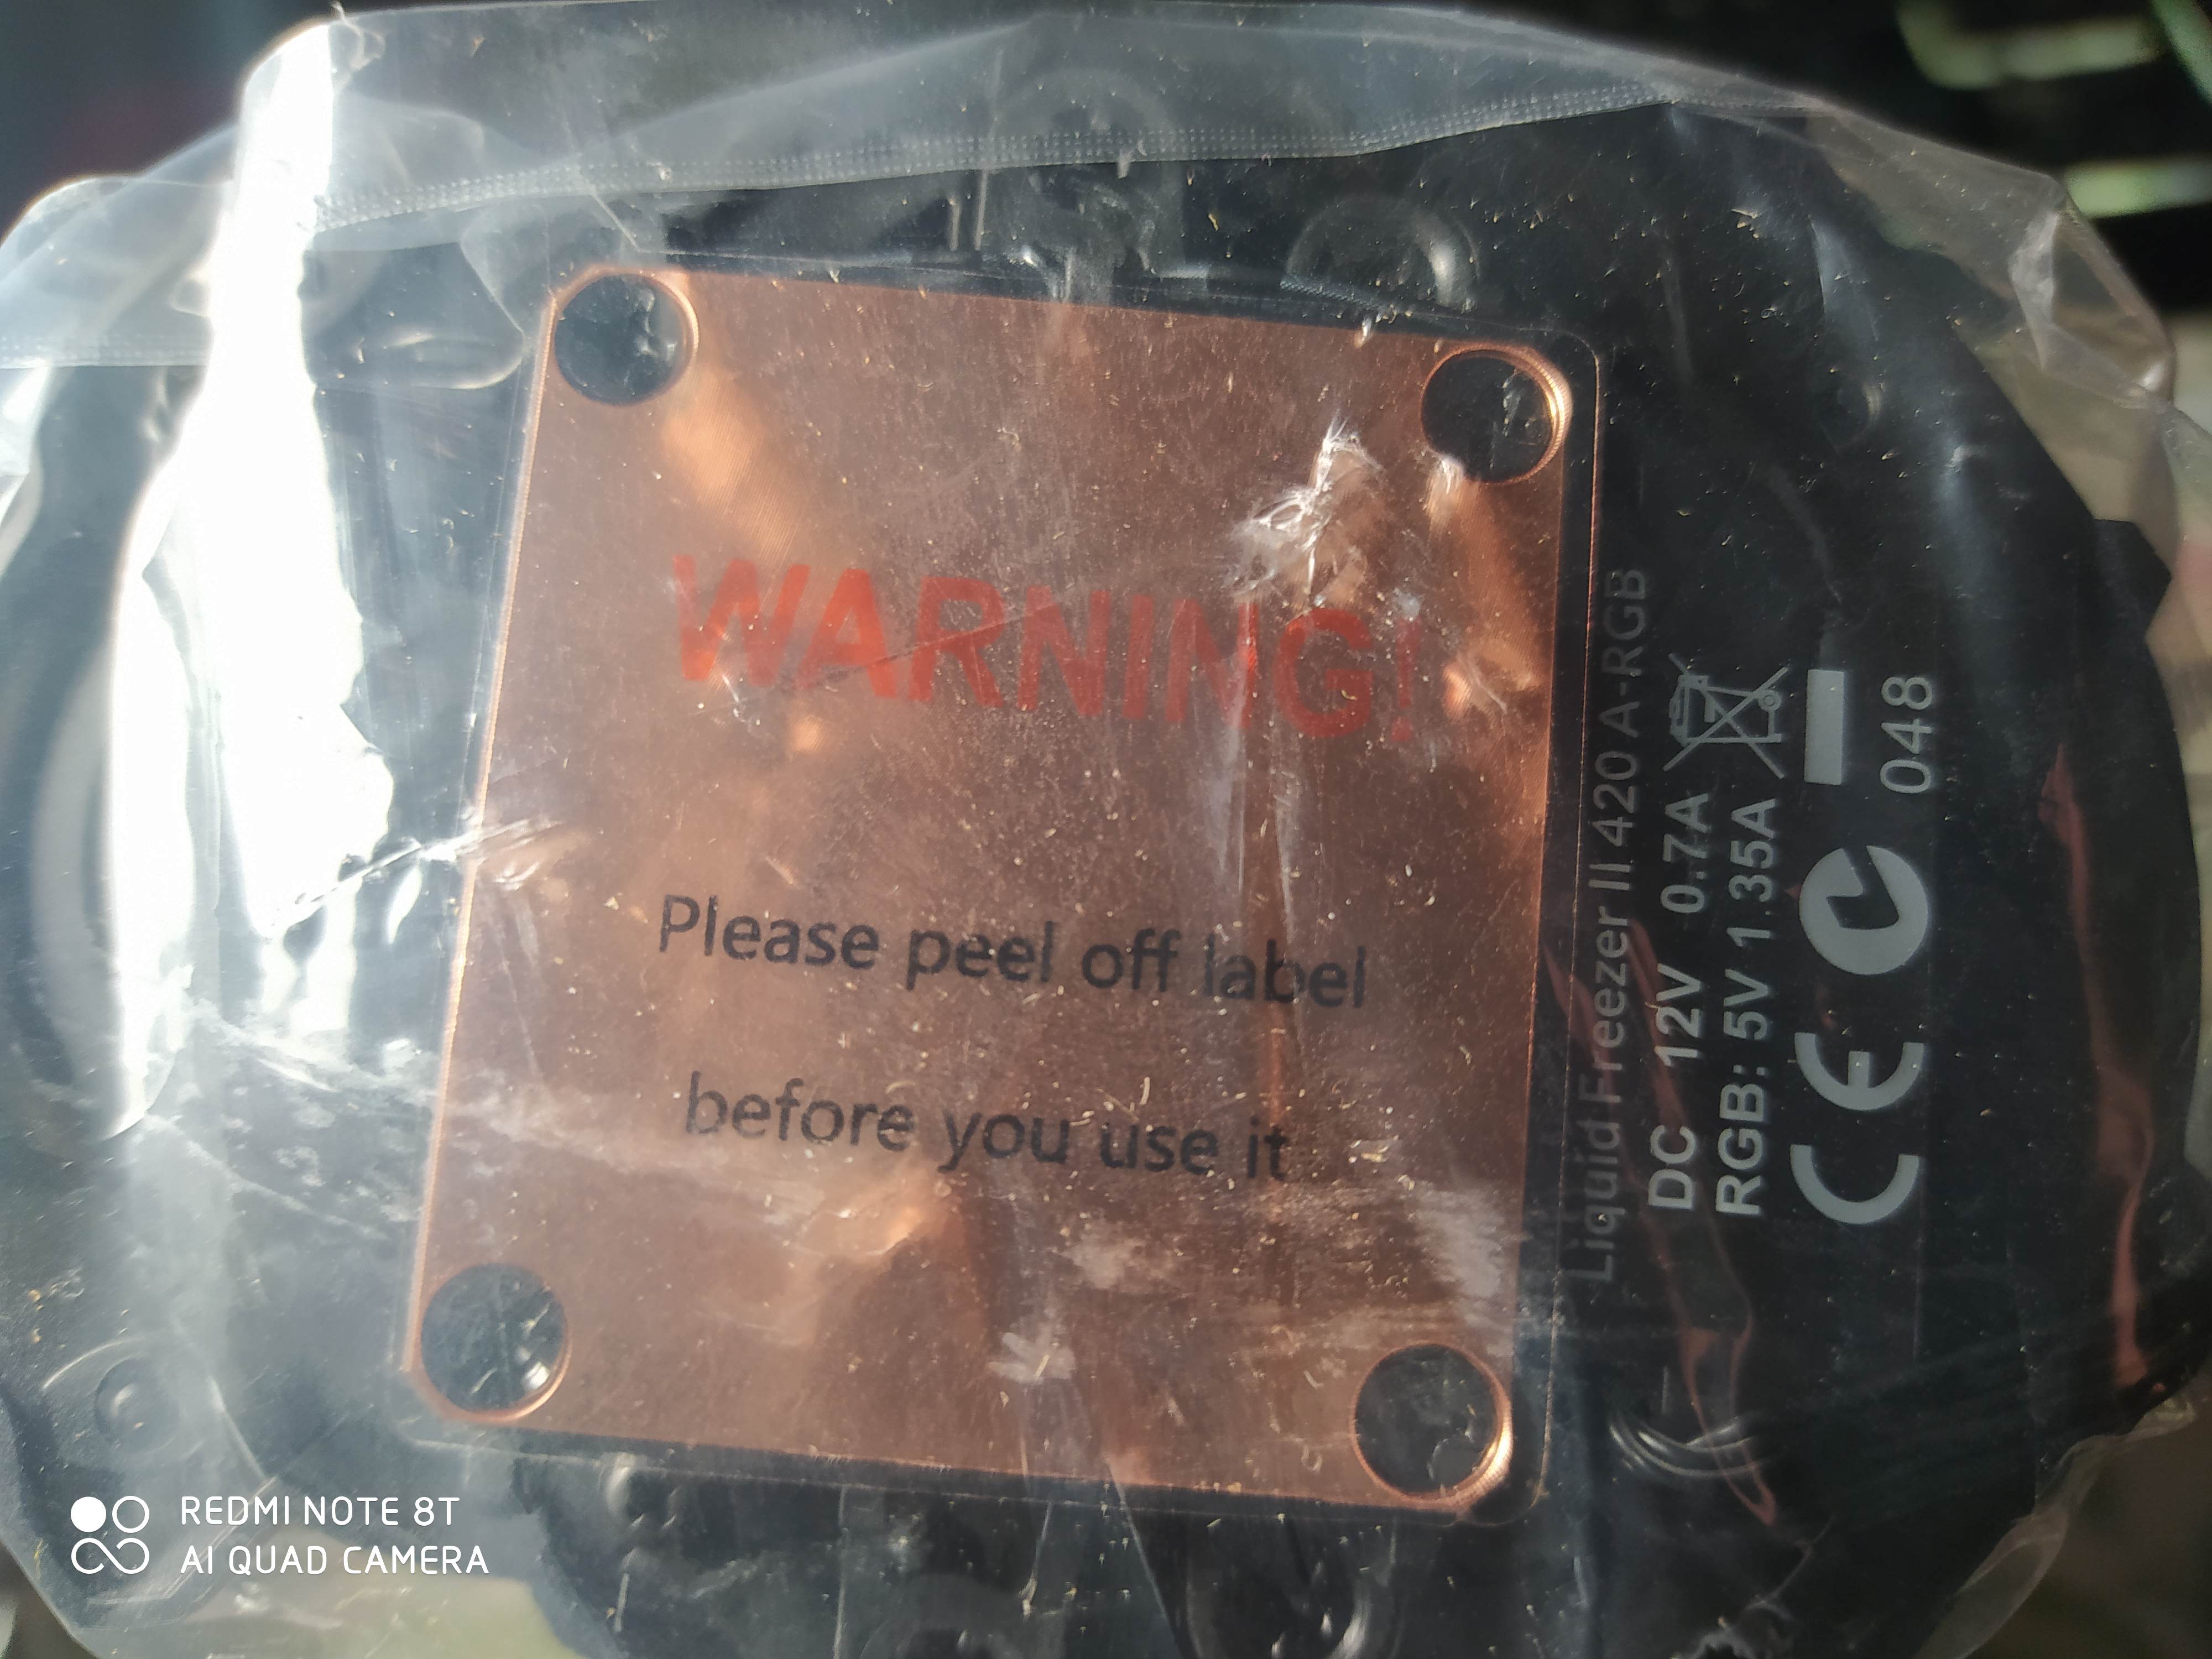 WARNING!
Please peel off label
before you use it
Liquid Freezer II 420 A-RGB
DC 12V 0.7A
RGB: 5V 1.35A
CE
048
REDMI NOTE 8T
AI QUAD CAMERA